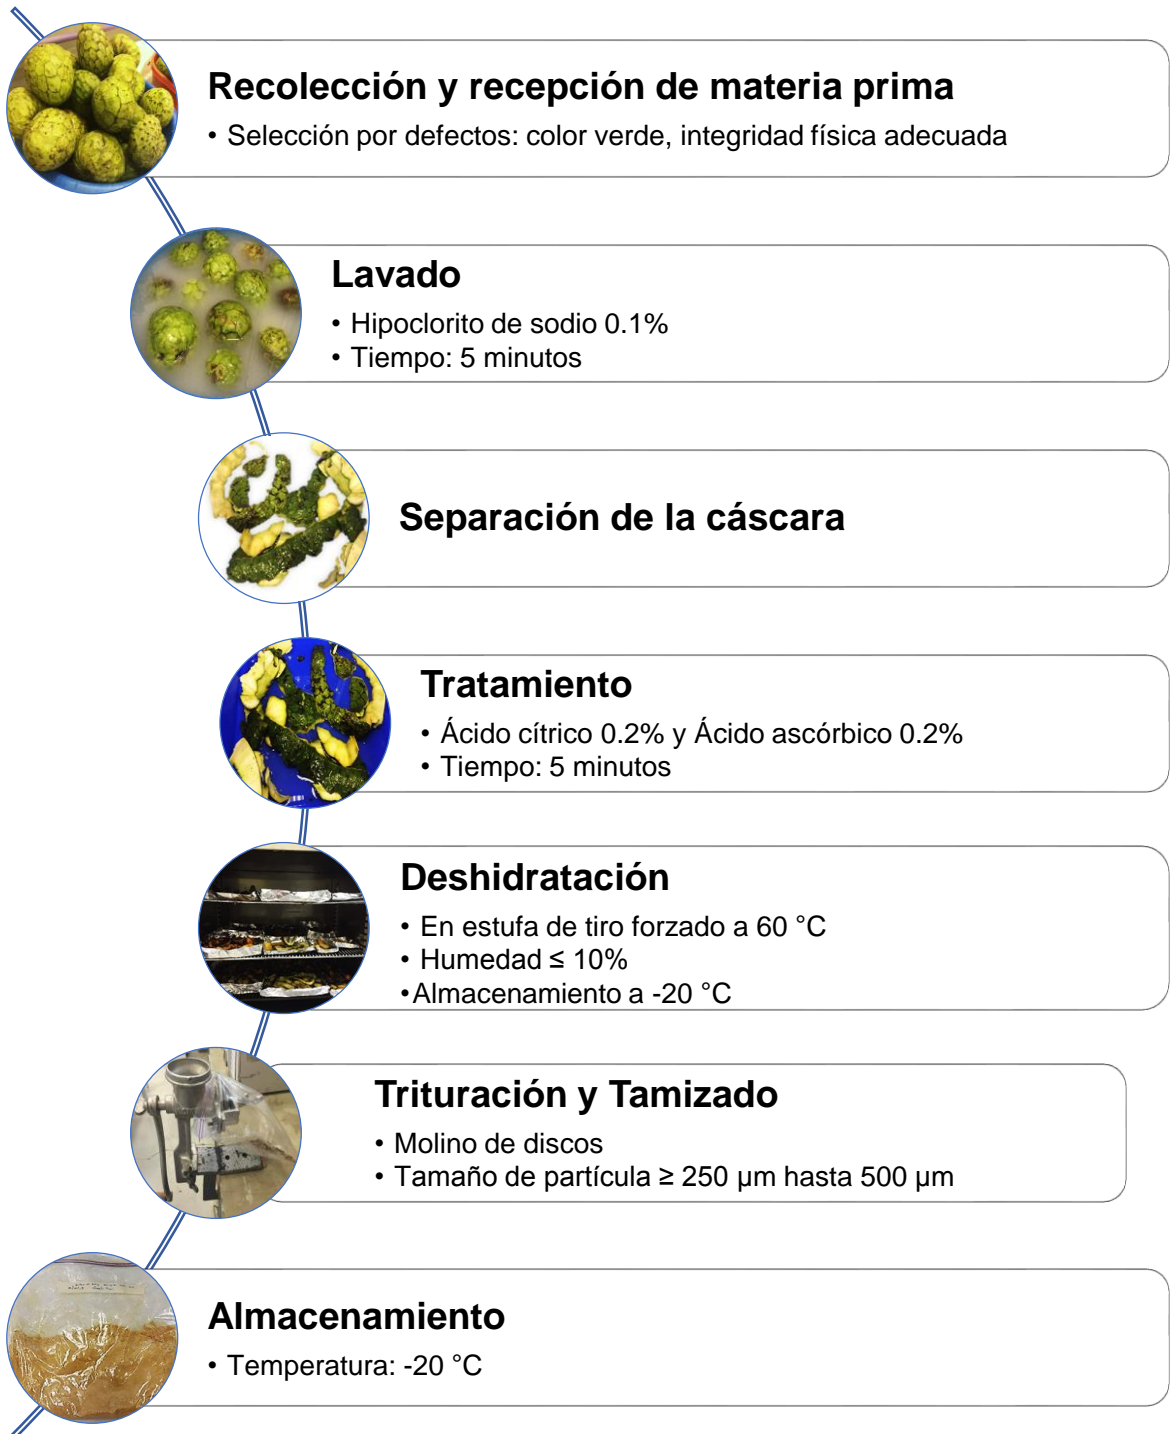 Recolección y recepción de materia prima
• Selección por defectos: color verde, integridad física adecuada
Lavado
• Hipoclorito de sodio 0.1%
• Tiempo: 5 minutos
Separación de la cáscara
Tratamiento
• Ácido cítrico 0.2% y Ácido ascórbico 0.2%
• Tiempo: 5 minutos
Deshidratación
• En estufa de tiro forzado a 60 °C
• Humedad ≤ 10%
•Almacenamiento a -20 °C
Trituración y Tamizado
• Molino de discos
• Tamaño de partícula ≥ 250 µm hasta 500 µm
Almacenamiento
• Temperatura: -20 °C